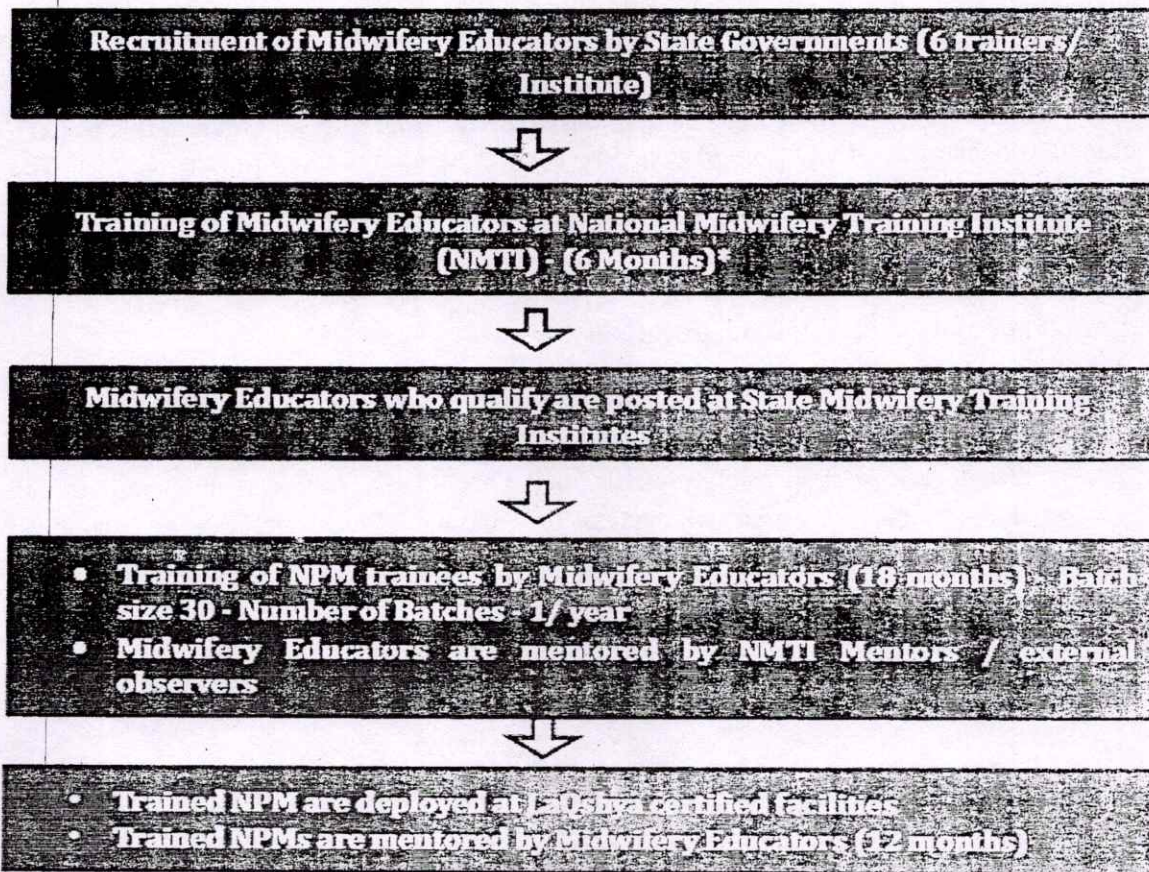 Recruitment of Midwifery Educators by State Governments (6 trainers/
Institute)
Training of Midwifery Educators at National Midwifery Training Institute
(NMTI) - (6 Months)*
Midwifery Educators who qualify are posted at State Midwifery Training
Institutes
• Training of NPM trainees by Midwifery Educators (18 months) - Batch
size 30 - Number of Batches - 1/ year
• Midwifery Educators are mentored by NMTI Mentors / external
observers
• Trained NPM are deployed at LaQshya certified facilities
• Trained NPMs are mentored by Midwifery Educators (12 months)